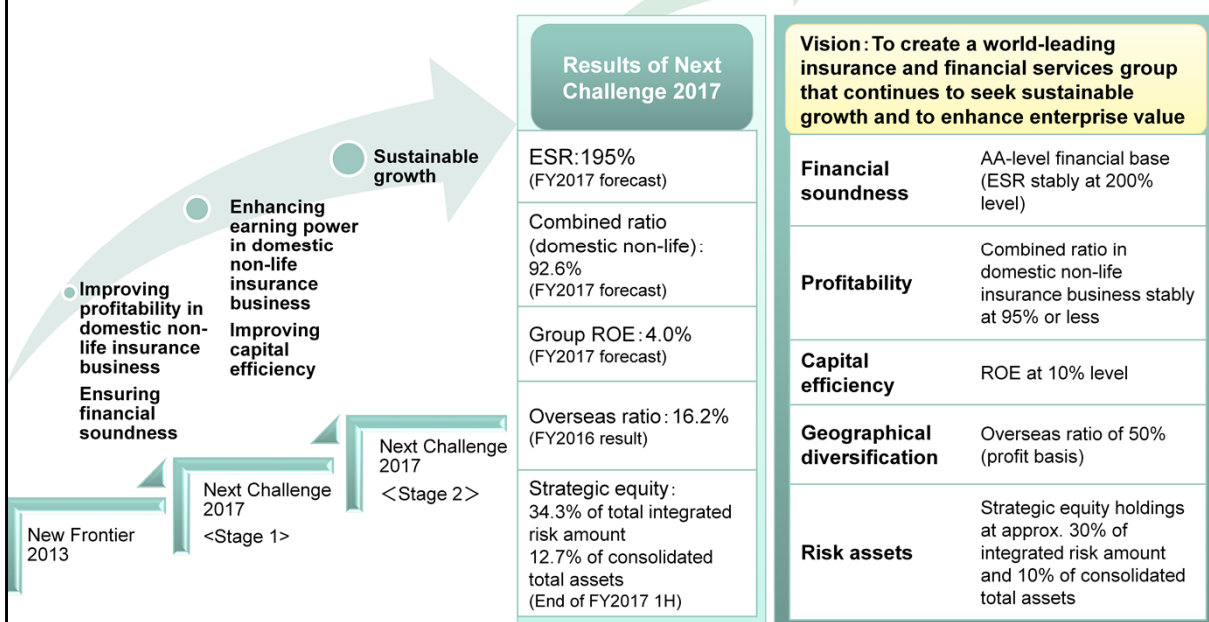 Sustainable
growth
Enhancing
earning power
in domestic
non-life
insurance
business
Improving
capital
efficiency
Improving
profitability in
domestic non-
life insurance
business
Ensuring
financial
soundness
New Frontier
2013
Next Challenge
2017
<Stage 1>
Next Challenge
2017
＜Stage 2＞
Results of Next
Challenge 2017
ESR:195%
(FY2017 forecast)
Combined ratio
(domestic non-life):
92.6%
(FY2017 forecast)
Group ROE:4.0%
(FY2017 forecast)
Overseas ratio:16.2%
(FY2016 result)
Strategic equity:
34.3% of total integrated
risk amount
12.7% of consolidated
total assets
(End of FY2017 1H)
Vision:To create a world-leading
insurance and financial services group
that continues to seek sustainable
growth and to enhance enterprise value
Financial
soundness
AA-level financial base
(ESR stably at 200%
level)
Profitability
Combined ratio in
domestic non-life
insurance business stably
at 95% or less
Capital
efficiency
ROE at 10% level
Geographical
diversification
Overseas ratio of 50%
(profit basis)
Risk assets
Strategic equity holdings
at approx. 30% of
integrated risk amount
and 10% of consolidated
total assets